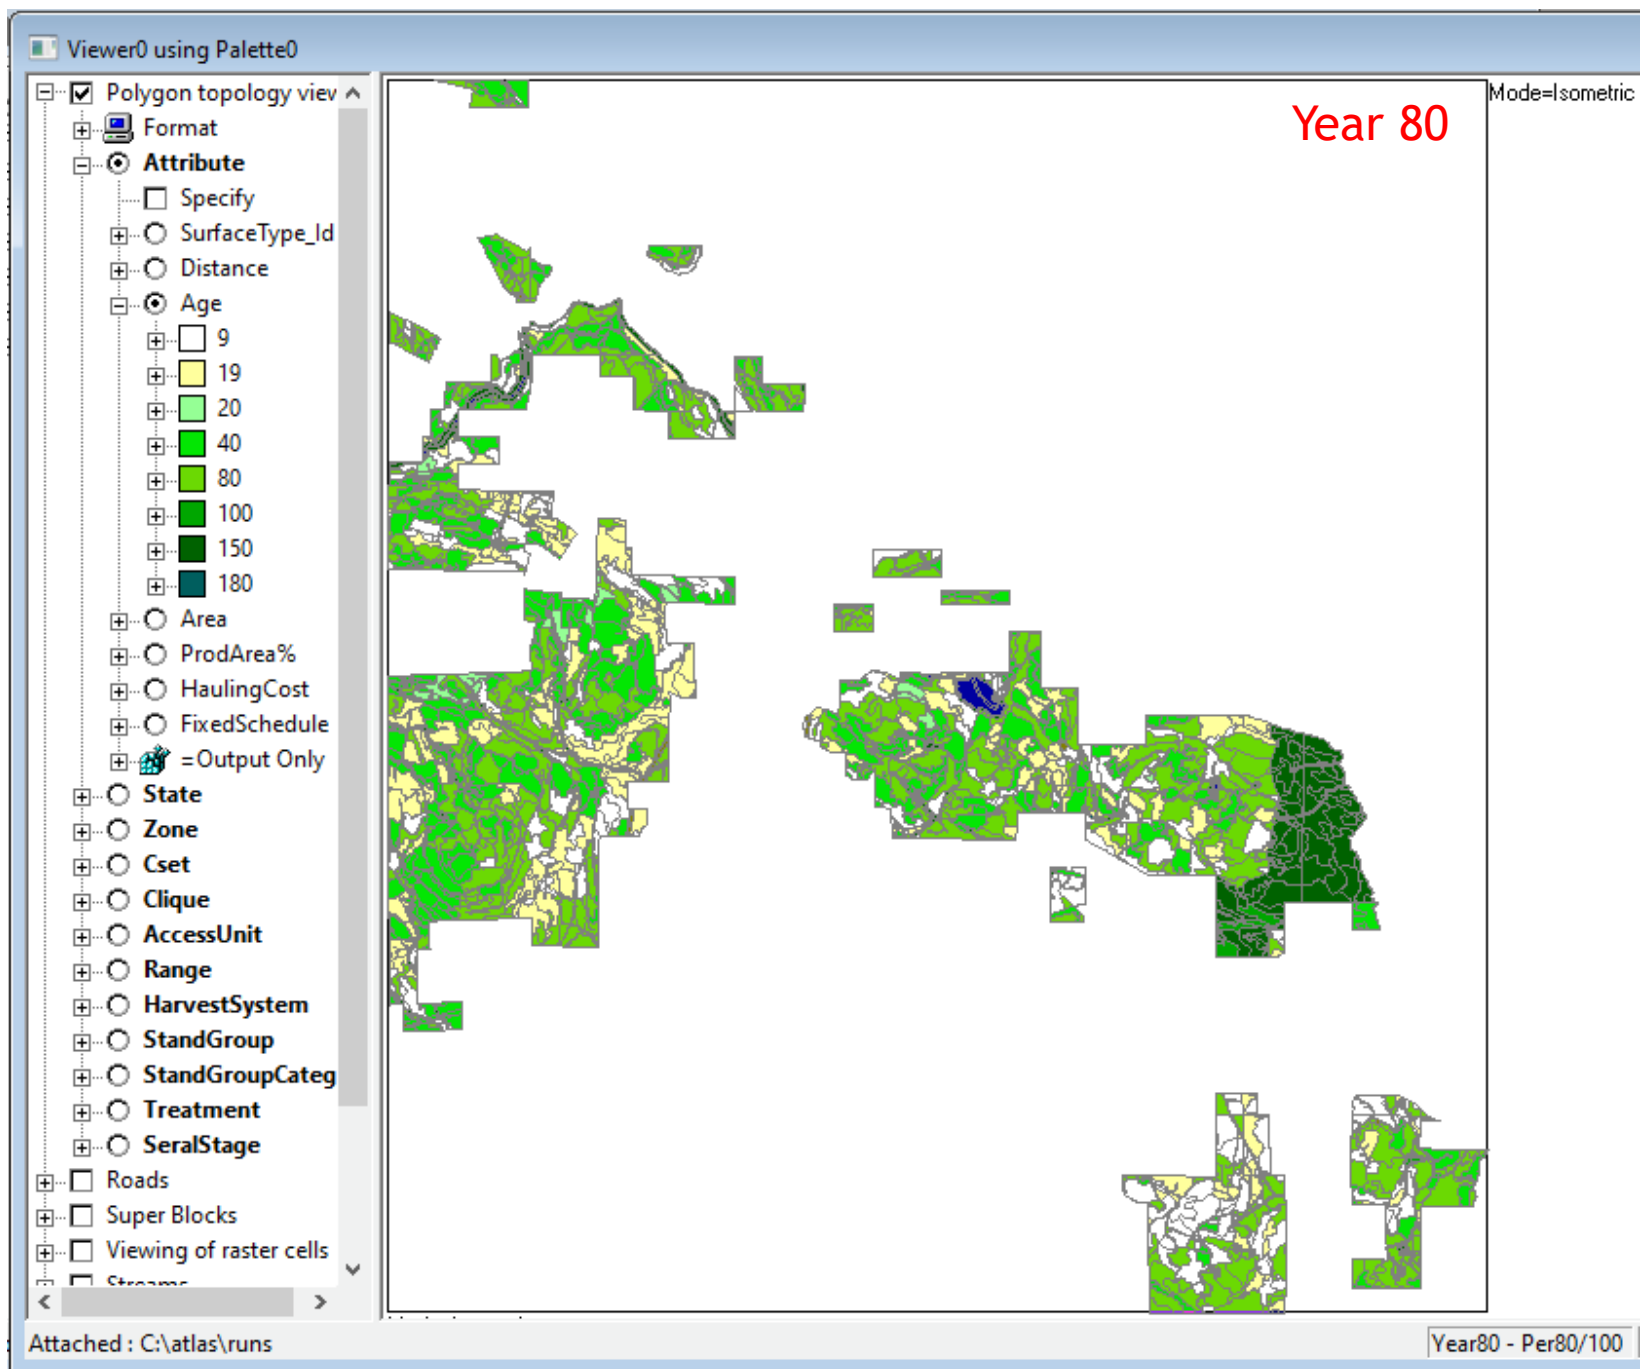 Viewer0 using Palette0
Polygon topology view
Format
Attribute
Specify
SurfaceType_Id
Distance
Age
9
19
20
40
80
100
150
180
Area
ProdArea%
HaulingCost
FixedSchedule
=Output Only
State
Zone
Cset
Clique
AccessUnit
Range
HarvestSystem
StandGroup
StandGroupCateg
Treatment
SeralStage
Roads
Super Blocks
Viewing of raster cells
Streams
Year 80
Mode=Isometric
Attached : C:\atlas\runs
Year80 - Per80/100